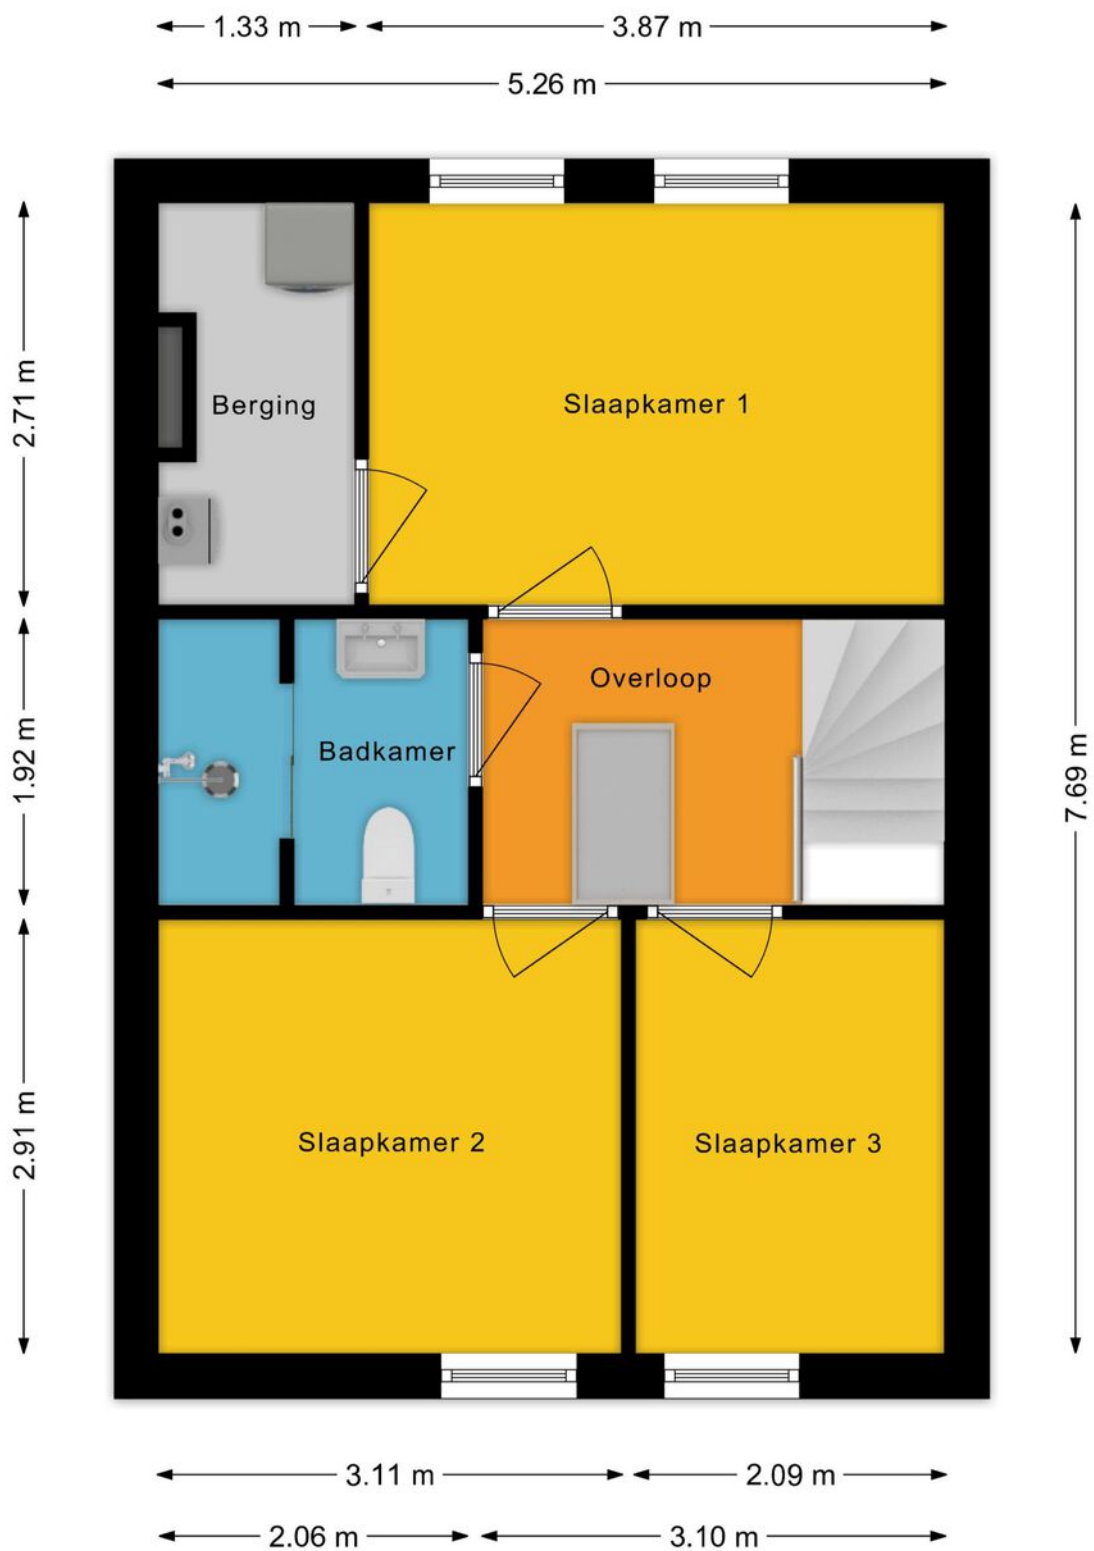 1.33 m
3.87 m
5.26 m
2.71 m
Berging
Slaapkamer 1
Overloop
1.92 m
Badkamer
7.69 m
2.91 m
Slaapkamer 2
Slaapkamer 3
3.11 m
2.09 m
2.06 m
3.10 m